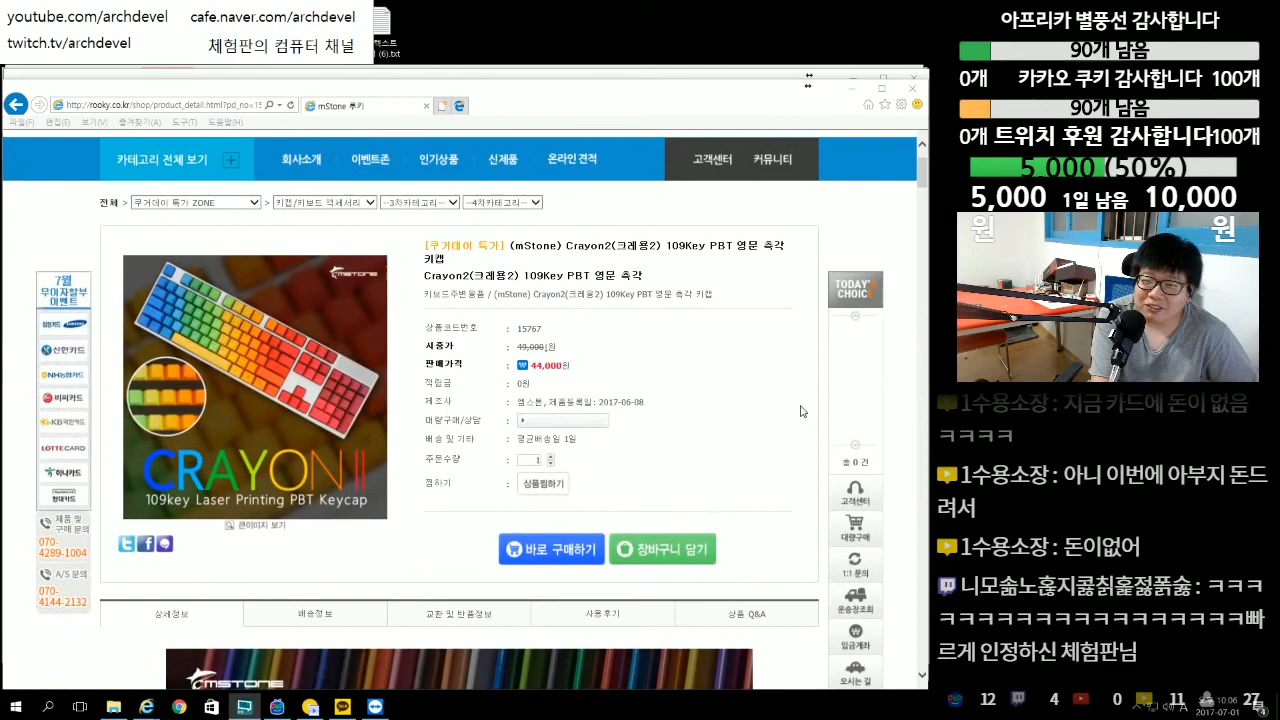 youtube.com/archdevel
cafe.naver.com/archdevel
twitch.tv/archdevel
체험판의 컴퓨터 채널
(6).txt
http://rooky.co.kr/shop/product_detail.html?pd_no=15
mStone 루키
파일(F) 편집(E) 보기(V) 즐겨찾기(A) 도구(T) 도움말(H)
카테고리 전체 보기
회사소개 이벤트존 인기상품 신제품 온라인 견적
고객센터 커뮤니티
전체 > 쿠거데이 특가 ZONE > 키캡/키보드 액세서리 --3차카테고리-- --4차카테고리--
[쿠거데이 특가] (mStone) Crayon2(크레용2) 109Key PBT 영문 측각
키캡
Crayon2(크레용2) 109Key PBT 영문 측각
키보드주변용품 / (mStone) Crayon2(크레용2) 109Key PBT 영문 측각 키캡
상품코드번호 : 15767
시중가 : 49,000원
판매가격 : 44,000원
적립금 : 0원
제조사 : 엠스톤, 제품등록일: 2017-06-08
대량구매/상담 :
배송 및 기타 : 평균배송일 1일
주문수량 : 1
찜하기 : 상품찜하기
바로 구매하기 장바구니 담기
MSTONE
CRAYON II
109key Laser Printing PBT Keycap
큰이미지 보기
7월
무이자할부
이벤트
삼성카드
신한카드
NH농협카드
비씨카드
KB국민카드
LOTTE CARD
하나카드
현대카드
제품 및
구매 문의
070-
4289-1004
A/S 문의
070-
4144-2132
TODAY'S
CHOICE
총 0 건
고객센터
대량구매
1:1 문의
운송장조회
입금계좌
오시는 길
상세정보 배송정보 교환 및 반품정보 사용후기 상품 Q&A
MSTONE
아프리카 별풍선 감사합니다
90개 남음
0개 카카오 쿠키 감사합니다 100개
90개 남음
0개 트위치 후원 감사합니다 100개
5,000 (50%)
5,000 1일 남음 10,000
원 원
1수용소장 : 지금 카드에 돈이 없음
ㅋㅋㅋㅋ
1수용소장 : 아니 이번에 아부지 돈드
려서
1수용소장 : 돈이없어
ㅋㅋㅋ
ㅋㅋㅋㅋㅋㅋㅋㅋㅋㅋㅋㅋㅋㅋㅋㅋ빠
르게 인정하신 체험판님
12 4 0 11 27
10:06
2017-07-01